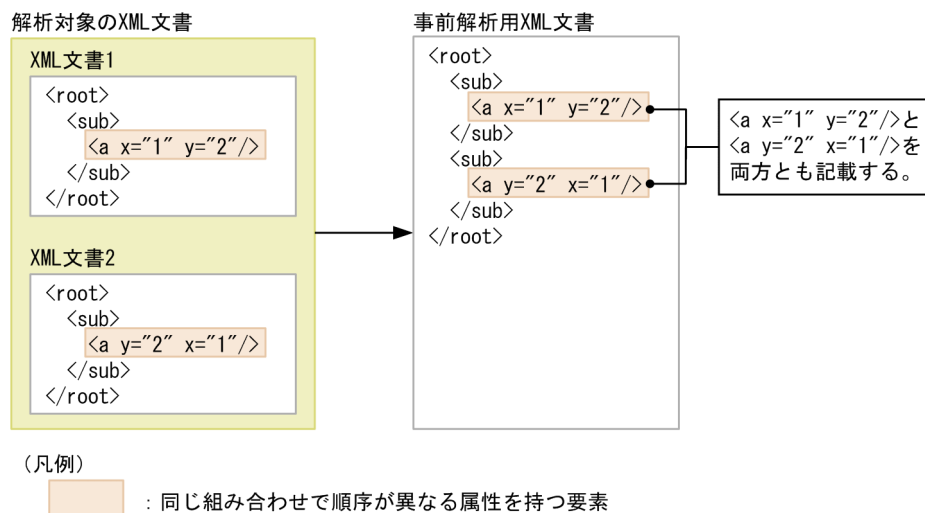 解析対象のXML文書
XML文書1
<root>
<sub>
<a x="1" y="2"/>
</sub>
</root>
XML文書2
<root>
<sub>
<a y="2" x="1"/>
</sub>
</root>
事前解析用XML文書
<root>
<sub>
<a x="1" y="2"/>
</sub>
<sub>
<a y="2" x="1"/>
</sub>
</root>
<a x="1" y="2"/>と
<a y="2" x="1"/>を
両方とも記載する。
(凡例)
：同じ組み合わせで順序が異なる属性を持つ要素